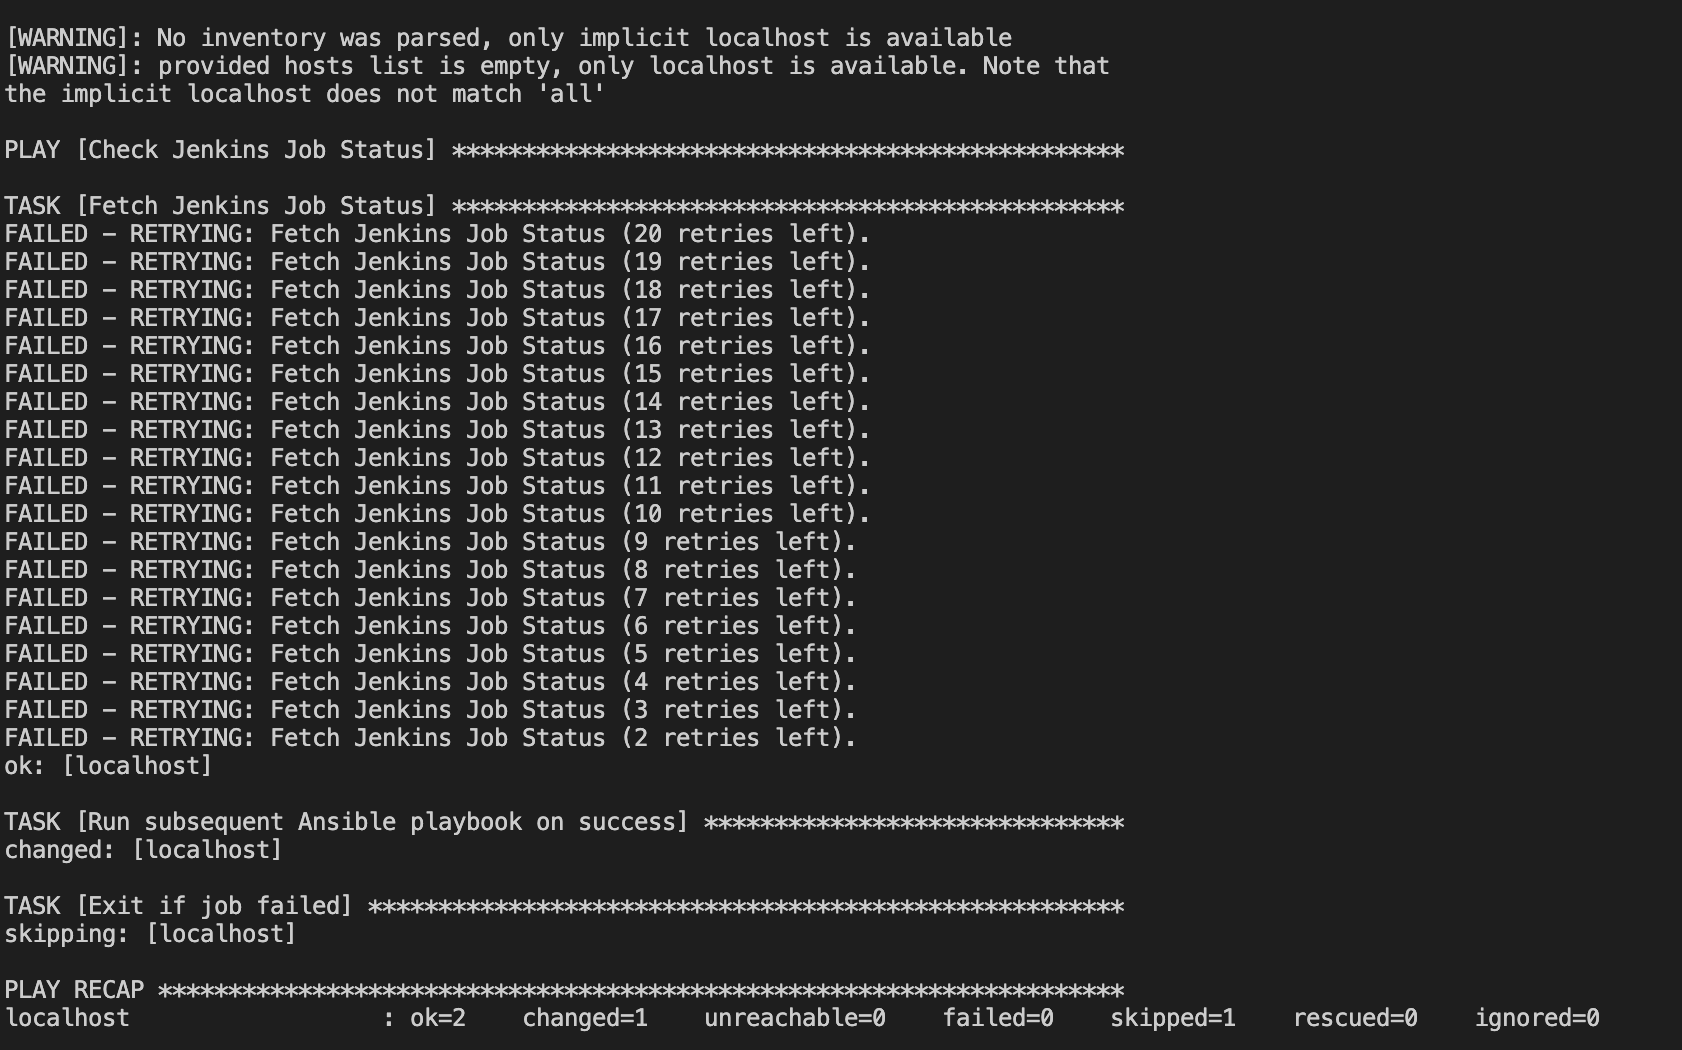 [WARNING]: No inventory was parsed, only implicit localhost is available
[WARNING]: provided hosts list is empty, only localhost is available. Note that
the implicit localhost does not match 'all'
PLAY [Check Jenkins Job Status] ************************************************
TASK [Fetch Jenkins Job Status] ************************************************
FAILED - RETRYING: Fetch Jenkins Job Status (20 retries left).
FAILED - RETRYING: Fetch Jenkins Job Status (19 retries left).
FAILED - RETRYING: Fetch Jenkins Job Status (18 retries left).
FAILED - RETRYING: Fetch Jenkins Job Status (17 retries left).
FAILED - RETRYING: Fetch Jenkins Job Status (16 retries left).
FAILED - RETRYING: Fetch Jenkins Job Status (15 retries left).
FAILED - RETRYING: Fetch Jenkins Job Status (14 retries left).
FAILED - RETRYING: Fetch Jenkins Job Status (13 retries left).
FAILED - RETRYING: Fetch Jenkins Job Status (12 retries left).
FAILED - RETRYING: Fetch Jenkins Job Status (11 retries left).
FAILED - RETRYING: Fetch Jenkins Job Status (10 retries left).
FAILED - RETRYING: Fetch Jenkins Job Status (9 retries left).
FAILED - RETRYING: Fetch Jenkins Job Status (8 retries left).
FAILED - RETRYING: Fetch Jenkins Job Status (7 retries left).
FAILED - RETRYING: Fetch Jenkins Job Status (6 retries left).
FAILED - RETRYING: Fetch Jenkins Job Status (5 retries left).
FAILED - RETRYING: Fetch Jenkins Job Status (4 retries left).
FAILED - RETRYING: Fetch Jenkins Job Status (3 retries left).
FAILED - RETRYING: Fetch Jenkins Job Status (2 retries left).
ok: [localhost]
TASK [Run subsequent Ansible playbook on success] ******************************
changed: [localhost]
TASK [Exit if job failed] ******************************************************
skipping: [localhost]
PLAY RECAP *********************************************************************
localhost                  : ok=2    changed=1    unreachable=0    failed=0    skipped=1    rescued=0    ignored=0